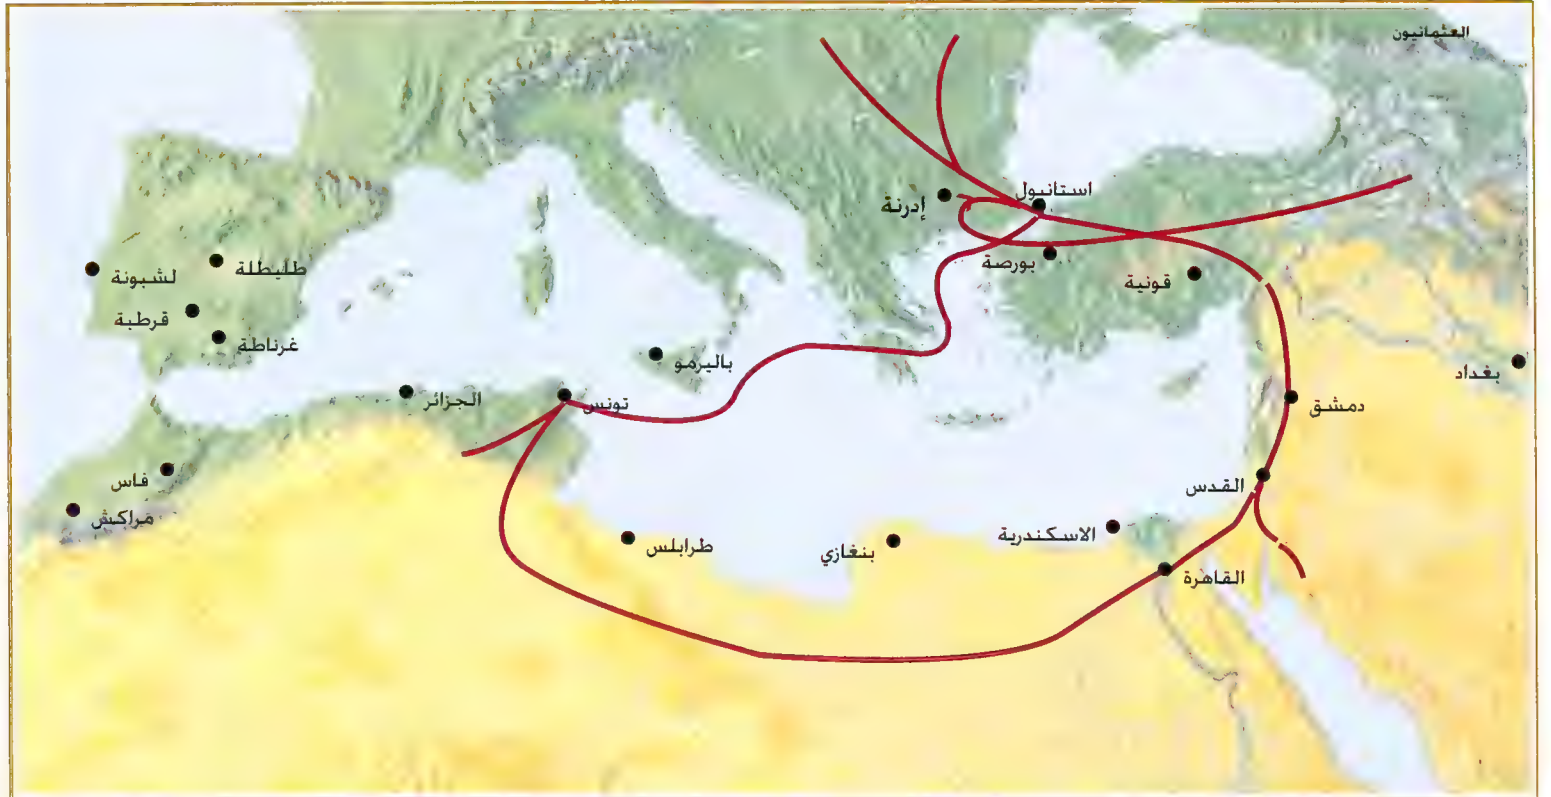 العثمانيون
استانبول
إدرنة
بورصة
قونية
طليطلة
لشبونة
قرطبة
غرناطة
باليرمو
بغداد
تونس
الجزائر
دمشق
فاس
القدس
مراكش
الاسكندرية
طرابلس
بنغازي
القاهرة